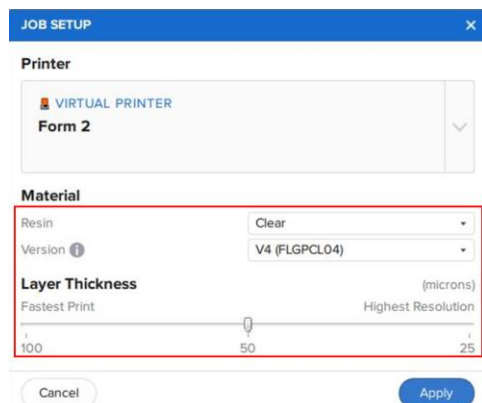 JOB SETUP
Printer
VIRTUAL PRINTER
Form 2
Material
Resin Clear
Version V4 (FLGPCL04)
Layer Thickness (microns)
Fastest Print Highest Resolution
100 50 25
Cancel Apply